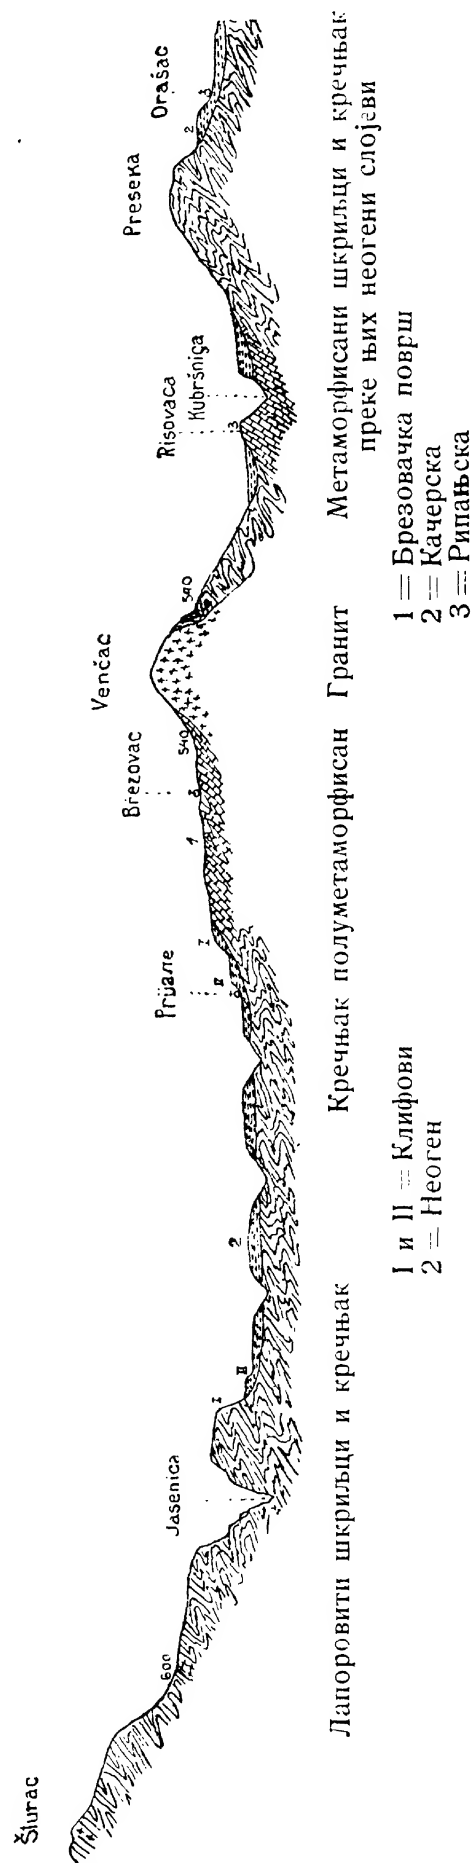 Šturac
600
Jasenica
I
II
2
II
I
1
Brezovac
540
Venčac
540
3
Risovaca
Kubršnica
Preseka
2
Orašac
3
Лапоровити шкриљци и кречњак
Кречњак полуметаморфисан
Гранит
Метаморфисани шкриљци и кречњак
преке њих неогени слојеви
I и II = Клифови
2 = Неоген
1 = Брезовачка површ
2 = Качерска
3 = Рипањска